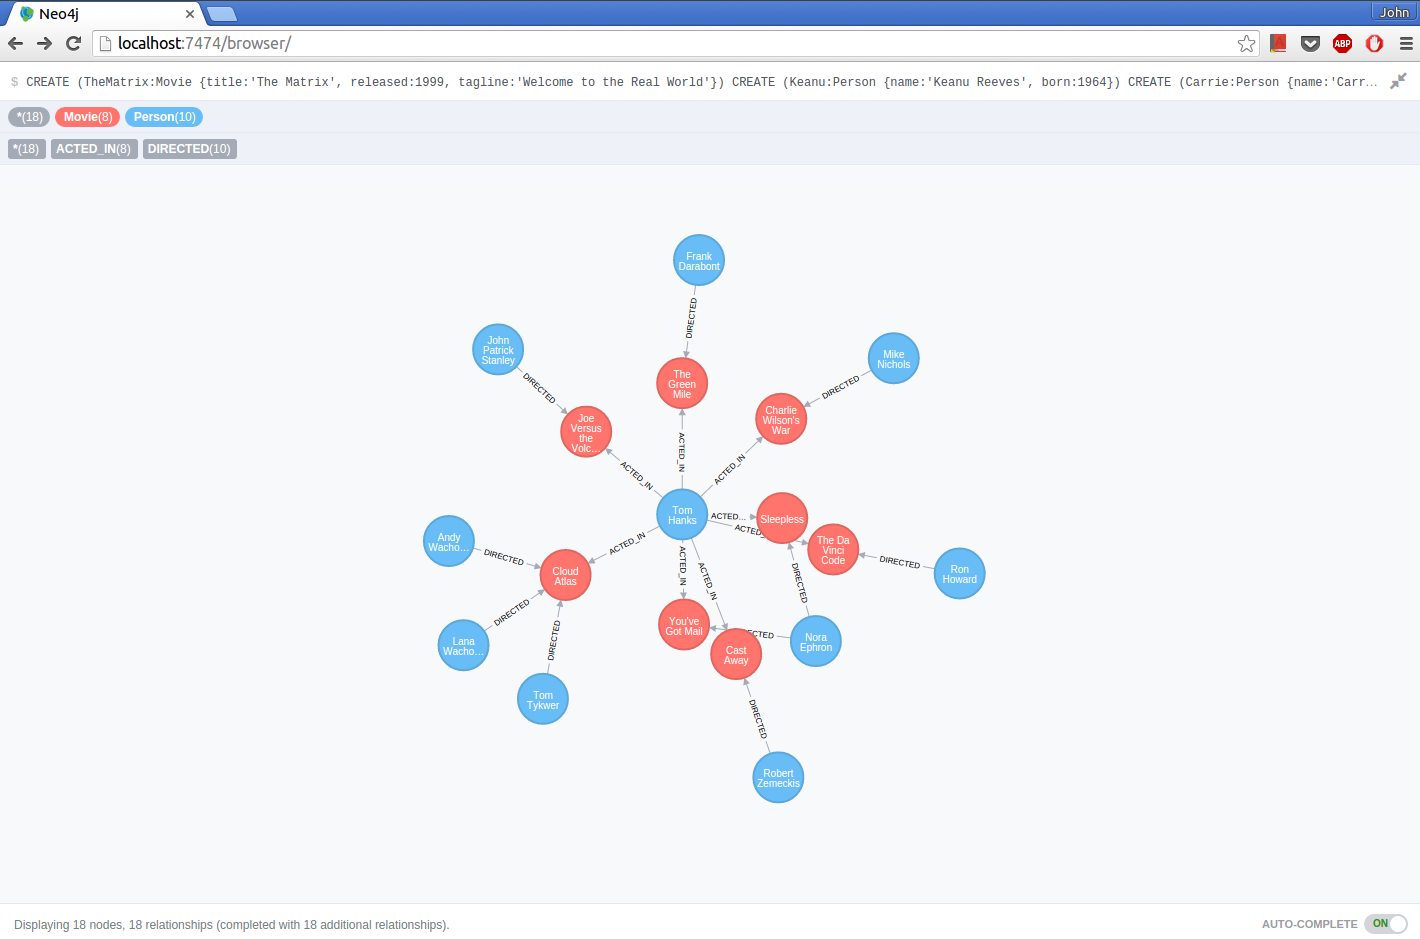 Neo4j
John
localhost:7474/browser/
ABP
$ CREATE (TheMatrix:Movie {title:'The Matrix', released:1999, tagline:'Welcome to the Real World'}) CREATE (Keanu:Person {name:'Keanu Reeves', born:1964}) CREATE (Carrie:Person {name:'Carr...
*(18) Movie(8) Person(10)
*(18) ACTED_IN(8) DIRECTED(10)
Frank
Darabont
DIRECTED
John
Patrick
Stanley
DIRECTED
Mike
Nichols
DIRECTED
The
Green
Mile
Charlie
Wilson's
War
Joe
Versus
the
Volc...
ACTED_IN
ACTED_IN
ACTED_IN
Tom
Hanks
ACTED...
Sleepless
ACTED_
The Da
Vinci
Code
DIRECTED
Ron
Howard
Andy
Wacho...
DIRECTED
ACTED_IN
Cloud
Atlas
ACTED_IN
ACTED_IN
DIRECTED
DIRECTED
Lana
Wacho...
DIRECTED
Tom
Tykwer
You've
Got Mail
ECTED
Nora
Ephron
Cast
Away
DIRECTED
Robert
Zemeckis
Displaying 18 nodes, 18 relationships (completed with 18 additional relationships).
AUTO-COMPLETE ON